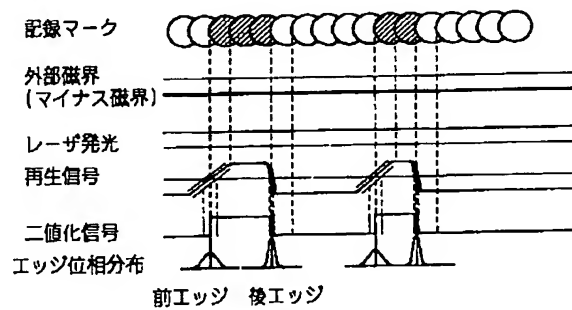 記録マーク
外部磁界
(マイナス磁界)
レーザ発光
再生信号
二値化信号
エッジ位相分布
前エッジ 後エッジ